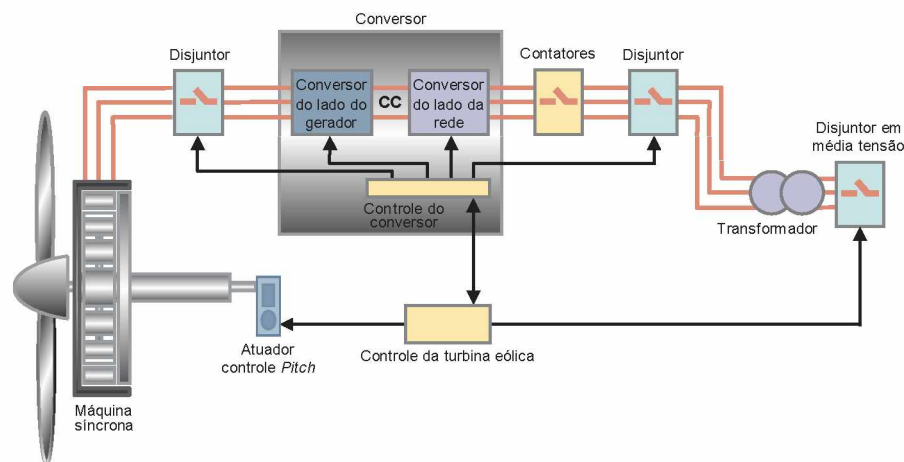 Conversor
Disjuntor
Contatores
Disjuntor
Conversor
do lado do
gerador
CC
Conversor
do lado da
rede
Disjuntor em
média tensão
Controle do
conversor
Transformador
Atuador
controle Pitch
Controle da turbina eólica
Máquina
síncrona